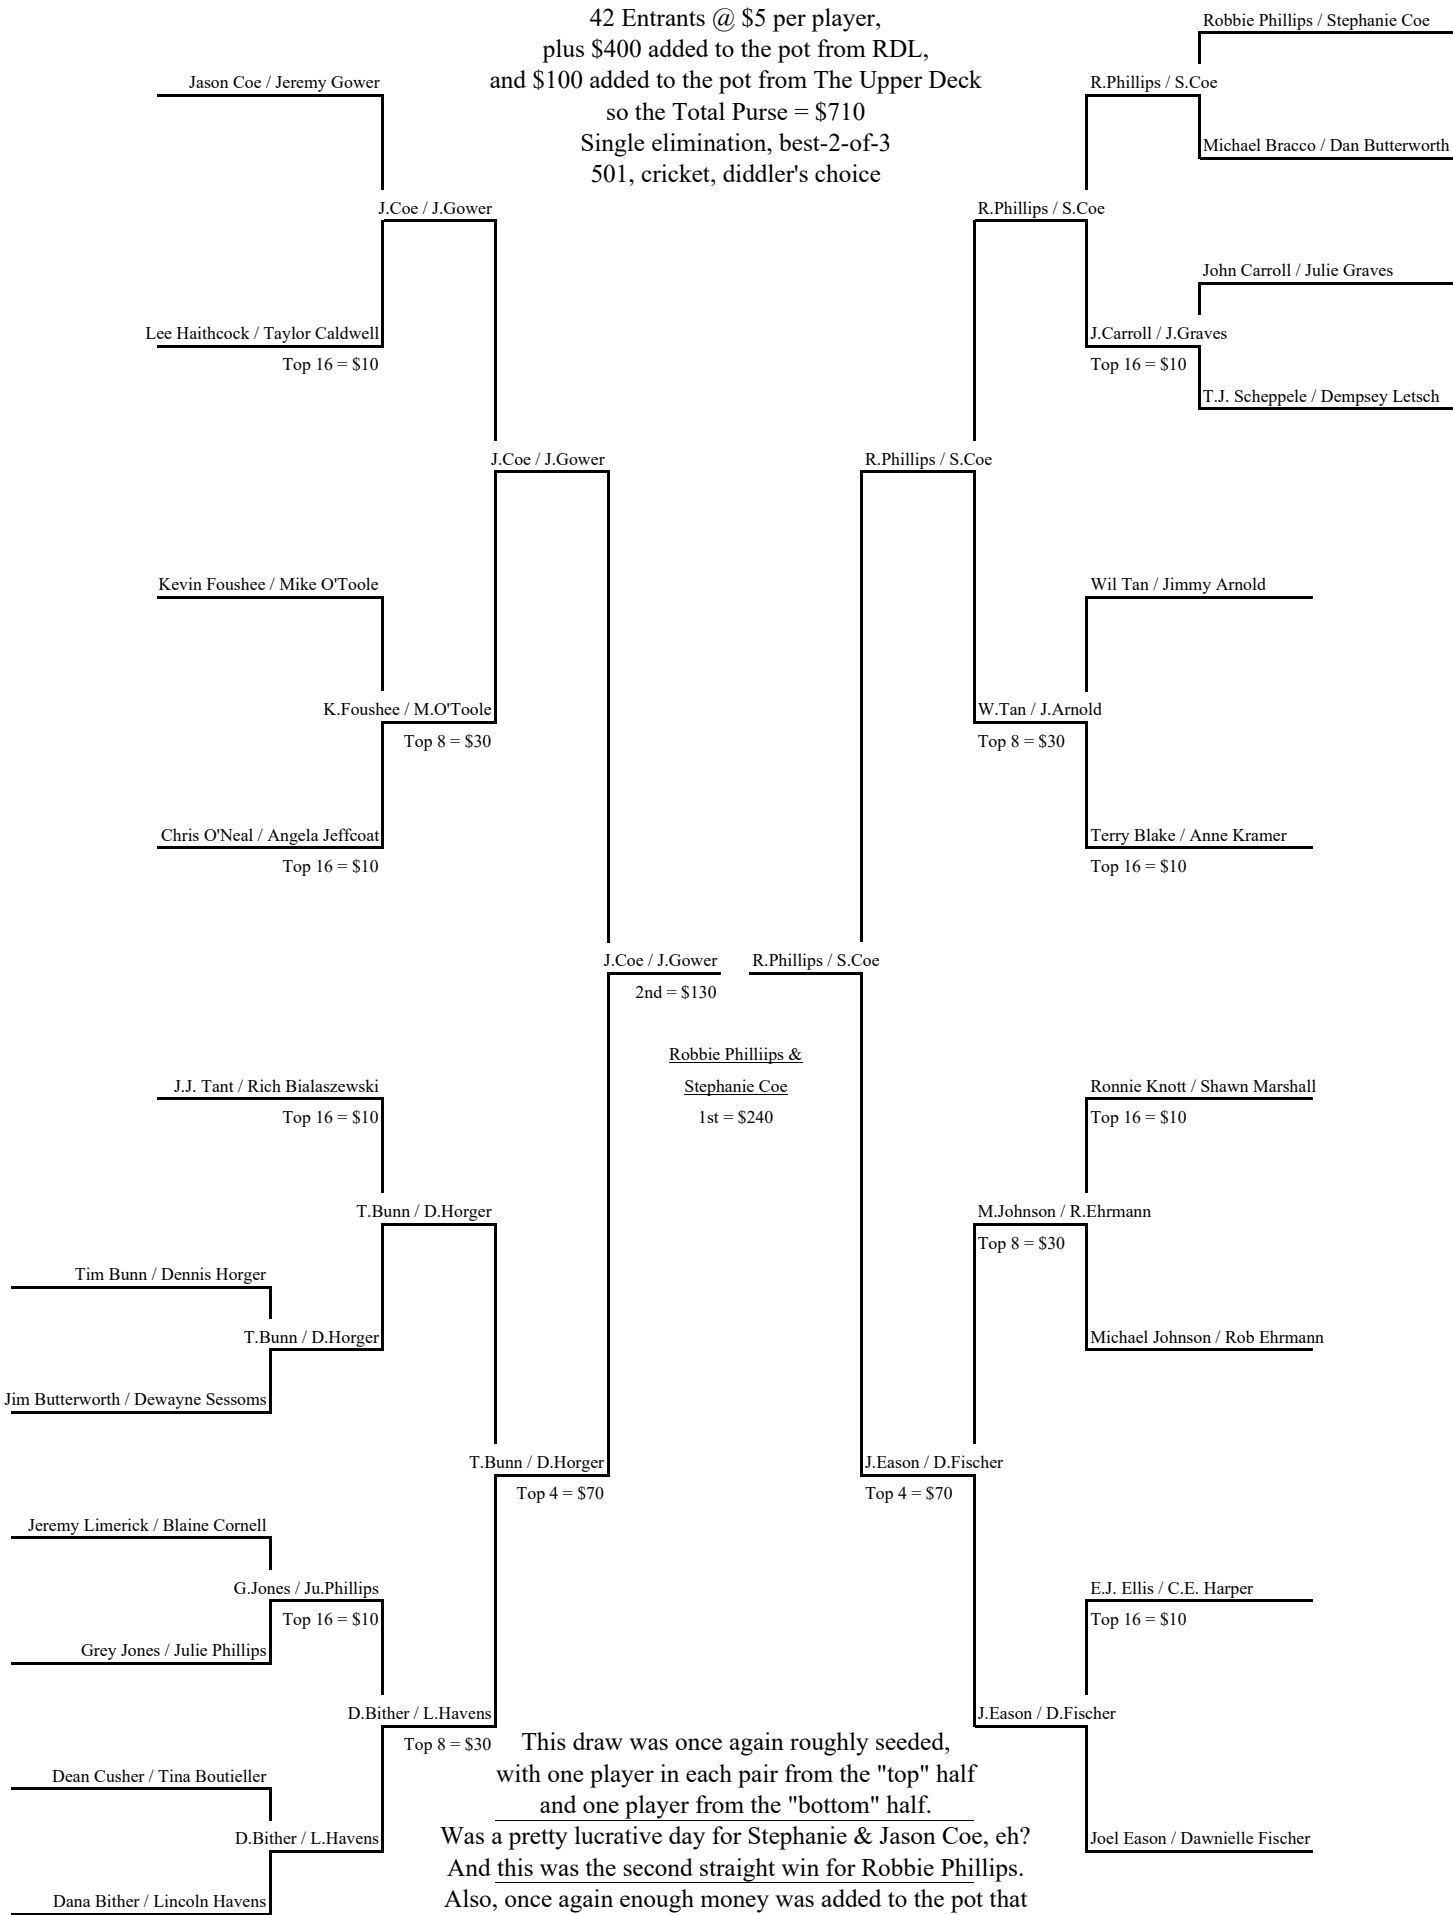 42 Entrants @ $5 per player,
plus $400 added to the pot from RDL,
and $100 added to the pot from The Upper Deck
so the Total Purse = $710
Single elimination, best-2-of-3
501, cricket, diddler's choice
Jason Coe / Jeremy Gower
J.Coe / J.Gower
Lee Haithcock / Taylor Caldwell
Top 16 = $10
J.Coe / J.Gower
Kevin Foushee / Mike O'Toole
K.Foushee / M.O'Toole
Top 8 = $30
Chris O'Neal / Angela Jeffcoat
Top 16 = $10
J.Coe / J.Gower
2nd = $130
J.J. Tant / Rich Bialaszewski
Top 16 = $10
T.Bunn / D.Horger
Tim Bunn / Dennis Horger
T.Bunn / D.Horger
Jim Butterworth / Dewayne Sessoms
T.Bunn / D.Horger
Top 4 = $70
Jeremy Limerick / Blaine Cornell
G.Jones / Ju.Phillips
Top 16 = $10
Grey Jones / Julie Phillips
D.Bither / L.Havens
Top 8 = $30
Dean Cusher / Tina Boutieller
D.Bither / L.Havens
Dana Bither / Lincoln Havens
Robbie Phillips / Stephanie Coe
R.Phillips / S.Coe
Michael Bracco / Dan Butterworth
R.Phillips / S.Coe
John Carroll / Julie Graves
J.Carroll / J.Graves
Top 16 = $10
T.J. Scheppele / Dempsey Letsch
R.Phillips / S.Coe
Wil Tan / Jimmy Arnold
W.Tan / J.Arnold
Top 8 = $30
Terry Blake / Anne Kramer
Top 16 = $10
R.Phillips / S.Coe
Robbie Philliips &
Stephanie Coe
1st = $240
Ronnie Knott / Shawn Marshall
Top 16 = $10
M.Johnson / R.Ehrmann
Top 8 = $30
Michael Johnson / Rob Ehrmann
J.Eason / D.Fischer
Top 4 = $70
E.J. Ellis / C.E. Harper
Top 16 = $10
J.Eason / D.Fischer
Joel Eason / Dawnielle Fischer
This draw was once again roughly seeded,
with one player in each pair from the "top" half
and one player from the "bottom" half.
Was a pretty lucrative day for Stephanie & Jason Coe, eh?
And this was the second straight win for Robbie Phillips.
Also, once again enough money was added to the pot that